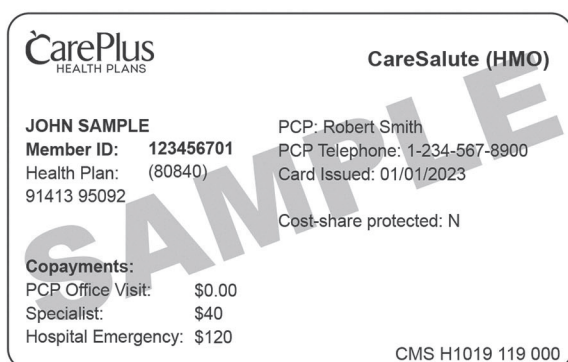 CarePlus
HEALTH PLANS
CareSalute (HMO)
JOHN SAMPLE
Member ID: 123456701
Health Plan: (80840)
91413 95092
PCP: Robert Smith
PCP Telephone: 1-234-567-8900
Card Issued: 01/01/2023
Cost-share protected: N
Copayments:
PCP Office Visit: $0.00
Specialist: $40
Hospital Emergency: $120
CMS H1019 119 000
SAMPLE